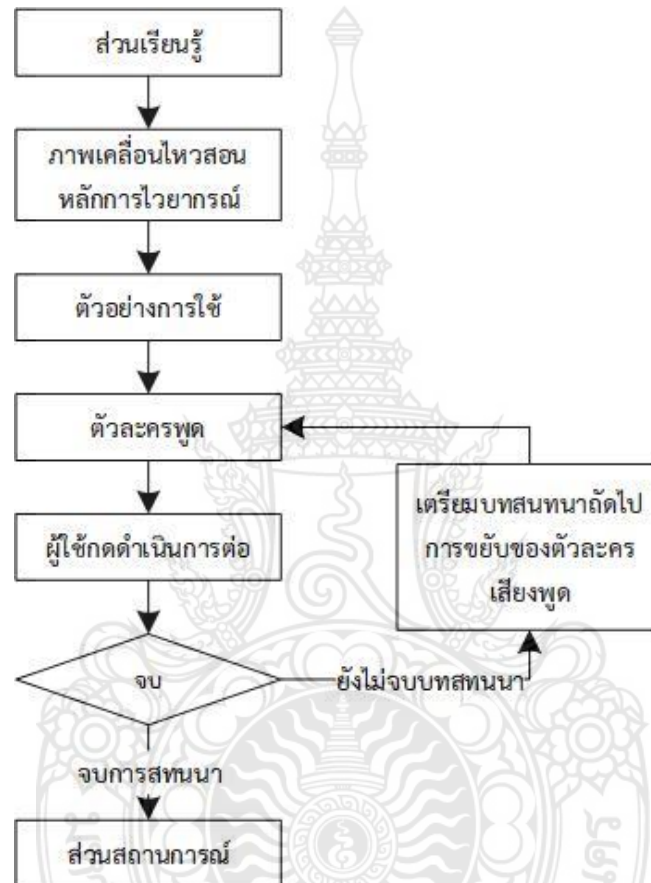 ส่วนเรียนรู้
ภาพเคลื่อนไหวสอน
หลักการไวยากรณ์
ตัวอย่างการใช้
ตัวละครพูด
ผู้ใช้กดดำเนินการต่อ
เตรียมบทสนทนาถัดไป
การขยับของตัวละคร
เสียงพูด
จบ
ยังไม่จบบทสทนนา
จบการสทนนา
ส่วนสถานการณ์